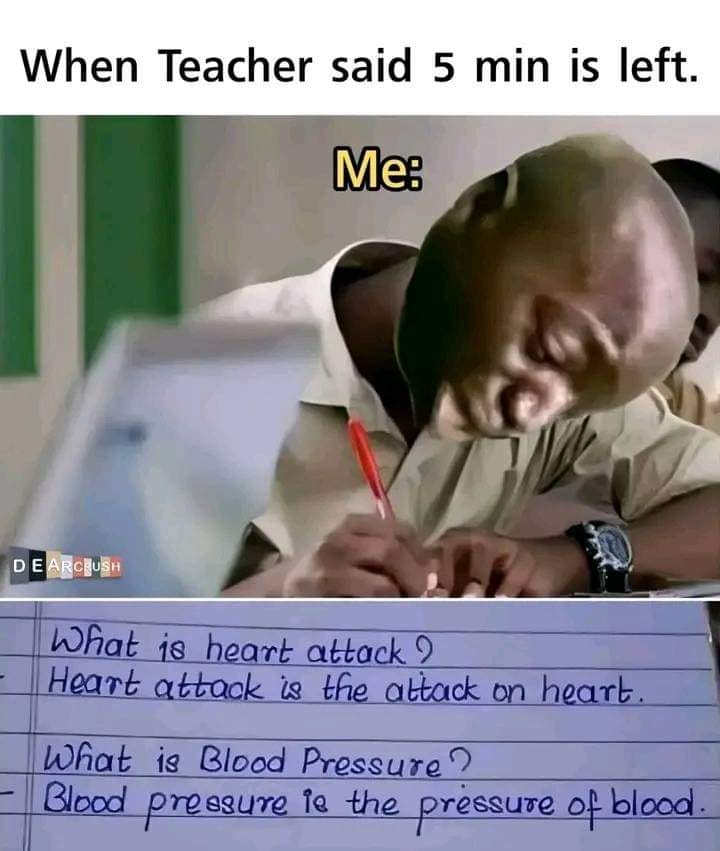 When Teacher said 5 min is left.
Me:
DEARCRUSH
What is heart attack?
Heart attack is the attack on heart.
What is Blood Pressure?
- Blood pressure is the pressure of blood.